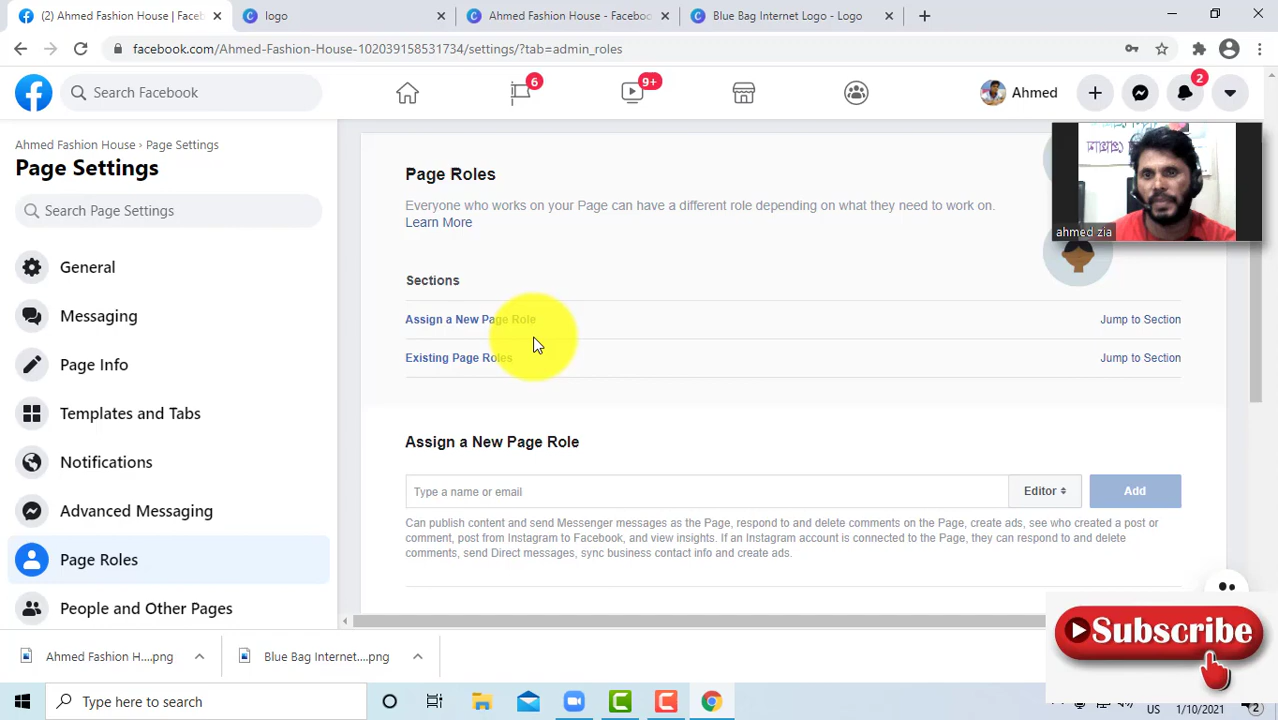 (2) Ahmed Fashion House | Faceb
logo
Ahmed Fashion House - Faceboo
Blue Bag Internet Logo - Logo
facebook.com/Ahmed-Fashion-House-102039158531734/settings/?tab=admin_roles
Search Facebook
6
9+
Ahmed
2
Ahmed Fashion House › Page Settings
Page Settings
Search Page Settings
General
Messaging
Page Info
Templates and Tabs
Notifications
Advanced Messaging
Page Roles
People and Other Pages
Page Roles
Everyone who works on your Page can have a different role depending on what they need to work on.
Learn More
Sections
Assign a New Page Role
Jump to Section
Existing Page Roles
Jump to Section
Assign a New Page Role
Type a name or email
Editor
Add
Can publish content and send Messenger messages as the Page, respond to and delete comments on the Page, create ads, see who created a post or
comment, post from Instagram to Facebook, and view insights. If an Instagram account is connected to the Page, they can respond to and delete
comments, send Direct messages, sync business contact info and create ads.
ahmed zia
Subscribe
Ahmed Fashion H....png
Blue Bag Internet....png
Type here to search
US
1/10/2021
2